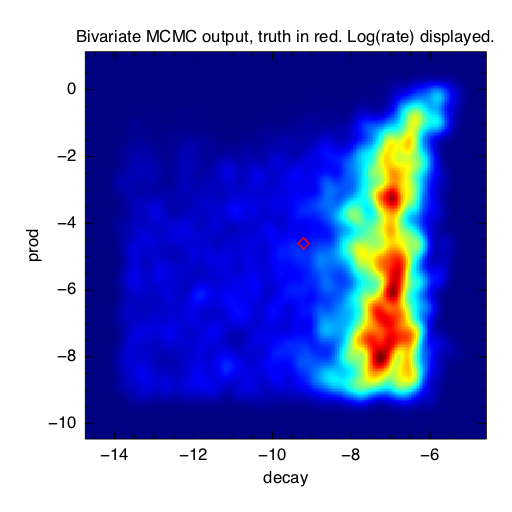 Bivariate MCMC output, truth in red. Log(rate) displayed.
0
−2
−4
−6
−8
−10
prod
−14 −12 −10 −8 −6
decay